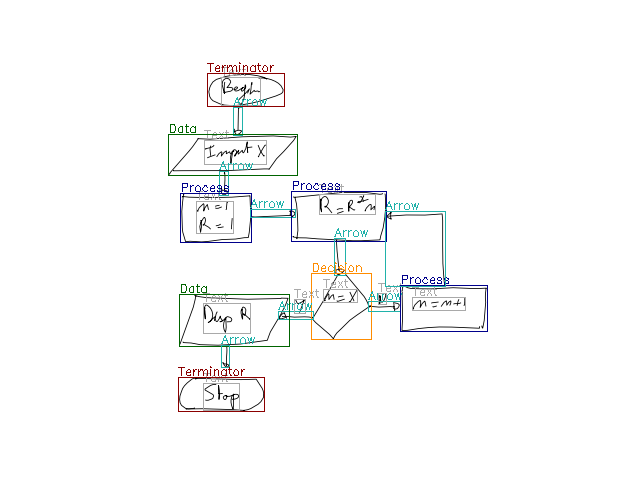 Terminator
Text
Begin
Arrow
Data
Text
Input X
Arrow
Process
Text
n = 1
R = 1
Arrow
Process
Text
R = R²n
Arrow
Arrow
Decision
Text
n = X
Process
Text
n = n+1
Arrow
Text
N
Arrow
Text
Y
Data
Text
Disp R
Arrow
Terminator
Text
Stop